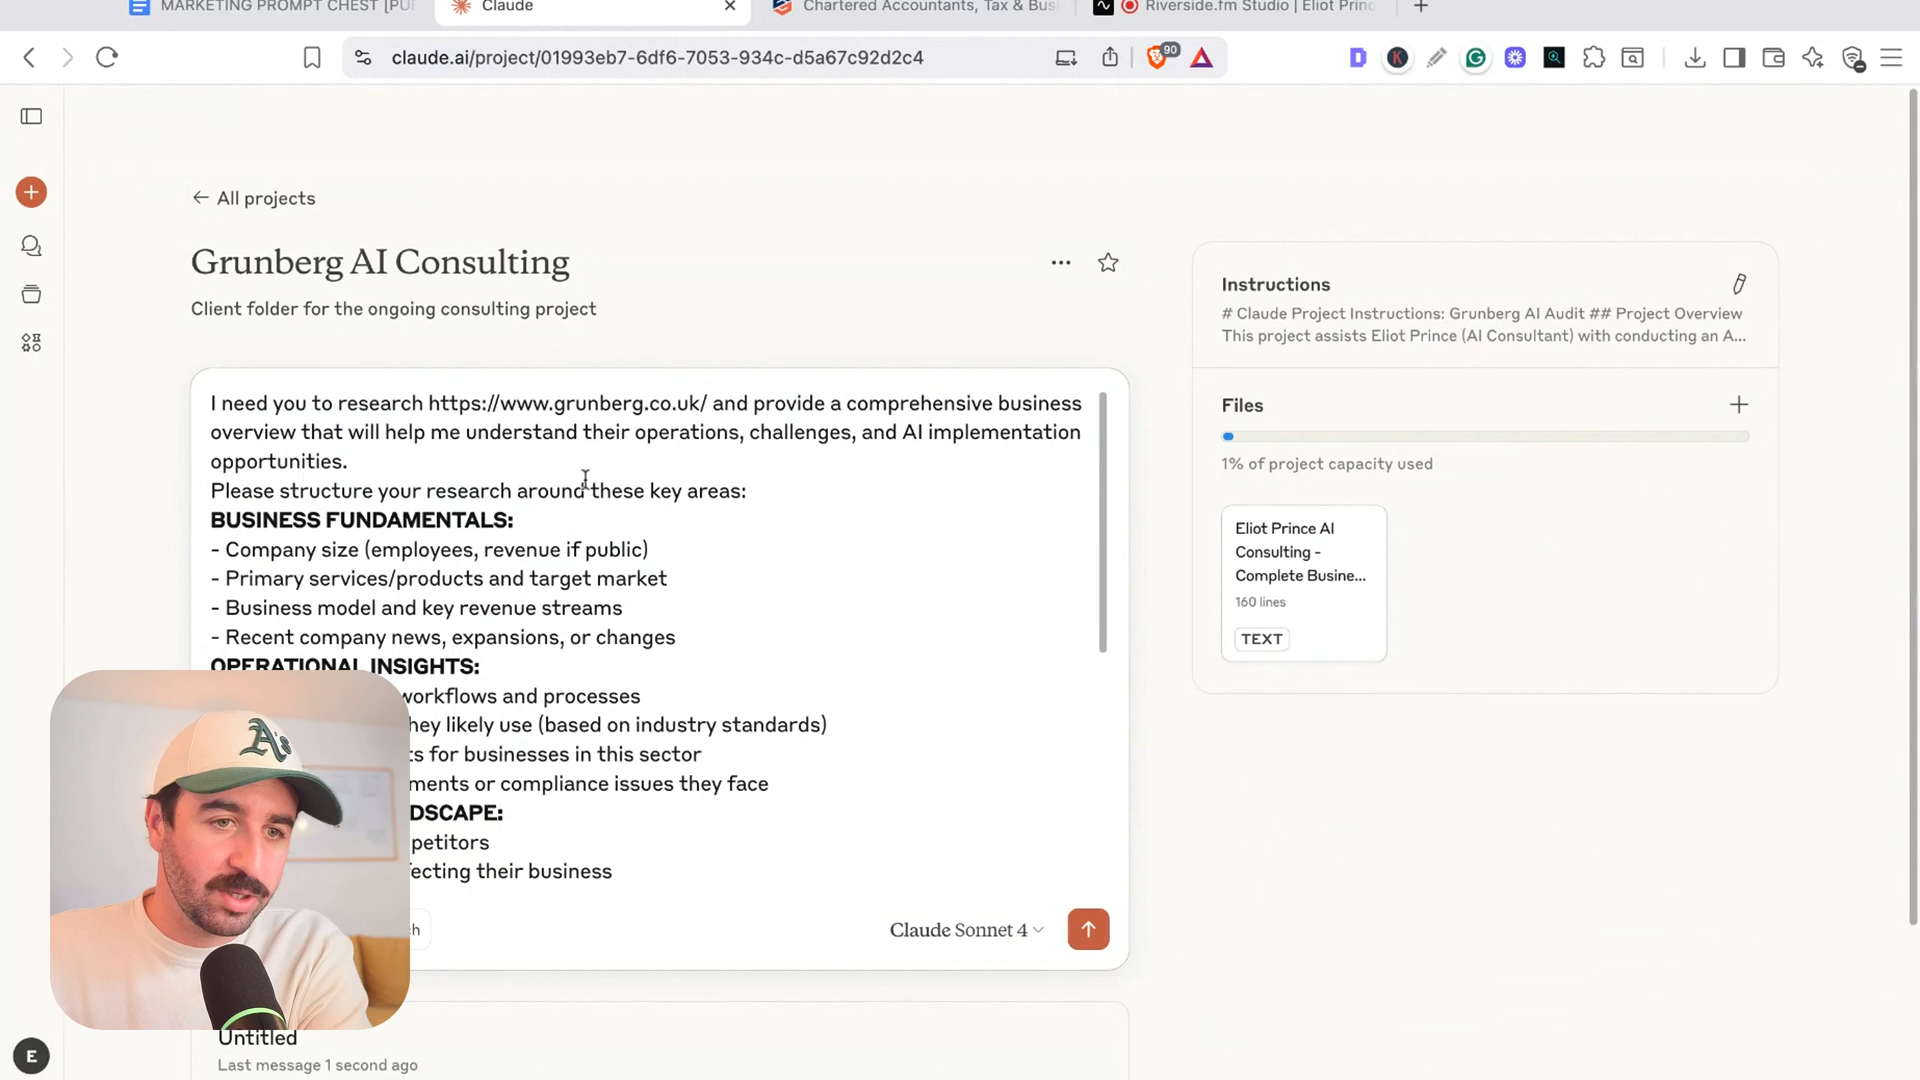 MARKETING PROMPT CHEST [PUE
Claude
Chartered Accountants, Tax & Bus
Riverside.fm Studio | Eliot Princ
claude.ai/project/01993eb7-6df6-7053-934c-d5a67c92d2c4
90
All projects
Grunberg AI Consulting
Client folder for the ongoing consulting project
I need you to research https://www.grunberg.co.uk/ and provide a comprehensive business
overview that will help me understand their operations, challenges, and AI implementation
opportunities.
Please structure your research around these key areas:
BUSINESS FUNDAMENTALS:
- Company size (employees, revenue if public)
- Primary services/products and target market
- Business model and key revenue streams
- Recent company news, expansions, or changes
OPERATIONAL INSIGHTS:
workflows and processes
hey likely use (based on industry standards)
ts for businesses in this sector
ments or compliance issues they face
DSCAPE:
petitors
fecting their business
A's
ch
Claude Sonnet 4
Untitled
Last message 1 second ago
E
Instructions
# Claude Project Instructions: Grunberg AI Audit ## Project Overview
This project assists Eliot Prince (AI Consultant) with conducting an A...
Files
1% of project capacity used
Eliot Prince AI
Consulting -
Complete Busine...
160 lines
TEXT